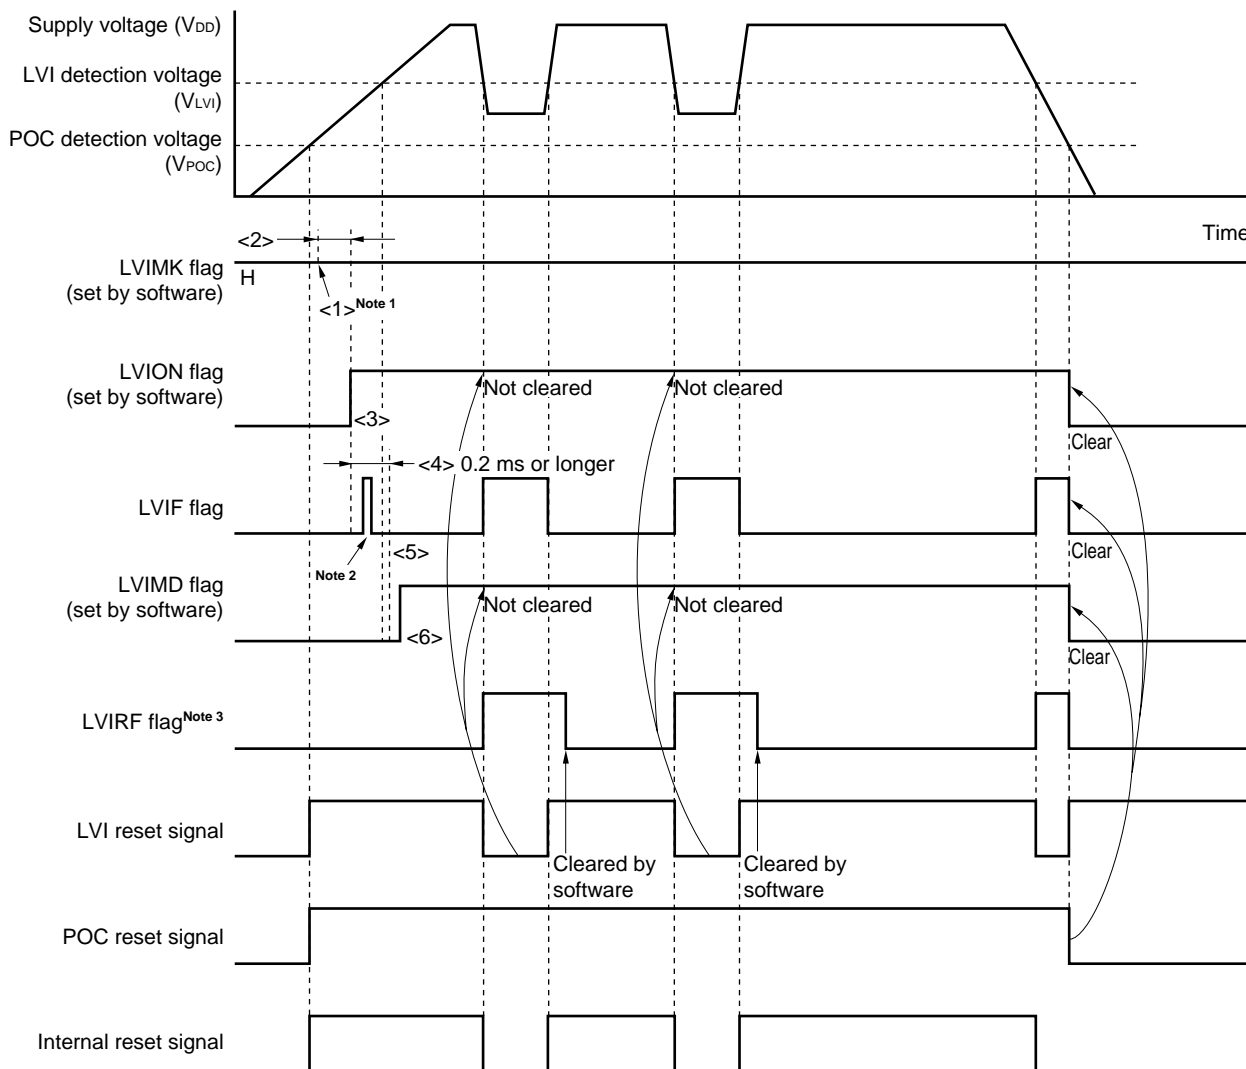 Supply voltage (VDD)
LVI detection voltage
(VLVI)
POC detection voltage
(VPOC)
Time
<2>
LVIMK flag
(set by software)
H
<1>Note 1
LVION flag
(set by software)
Not cleared
Not cleared
<3>
Clear
<4> 0.2 ms or longer
LVIF flag
Clear
Note 2
<5>
LVIMD flag
(set by software)
Not cleared
Not cleared
<6>
Clear
LVIRF flagNote 3
LVI reset signal
Cleared by
software
Cleared by
software
POC reset signal
Internal reset signal